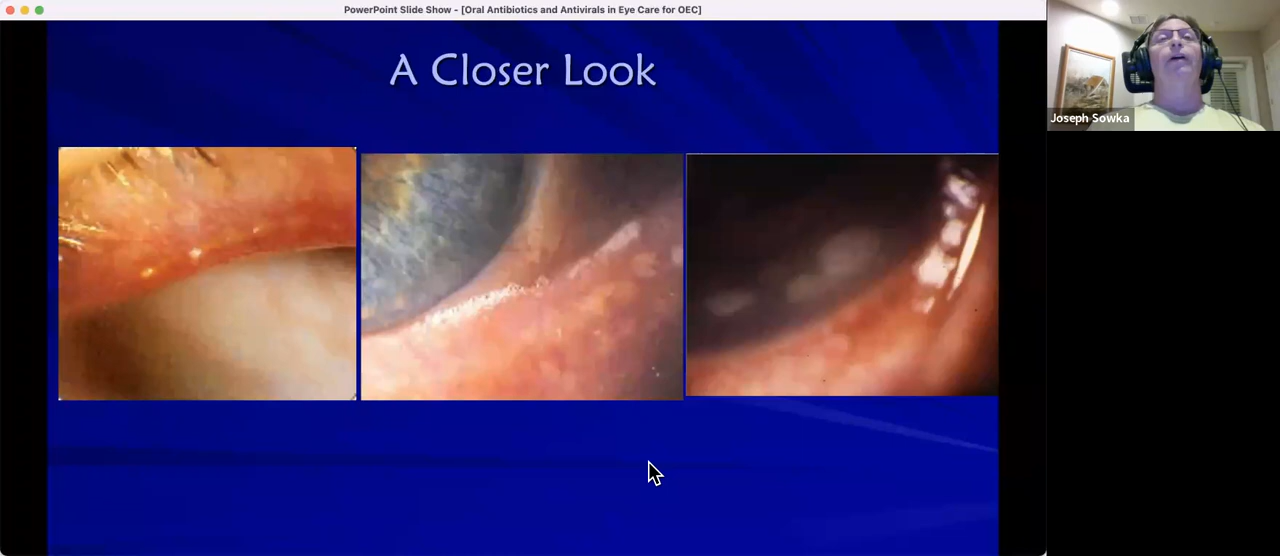 PowerPoint Slide Show - [Oral Antibiotics and Antivirals in Eye Care for OEC]
A Closer Look
Joseph Sowka